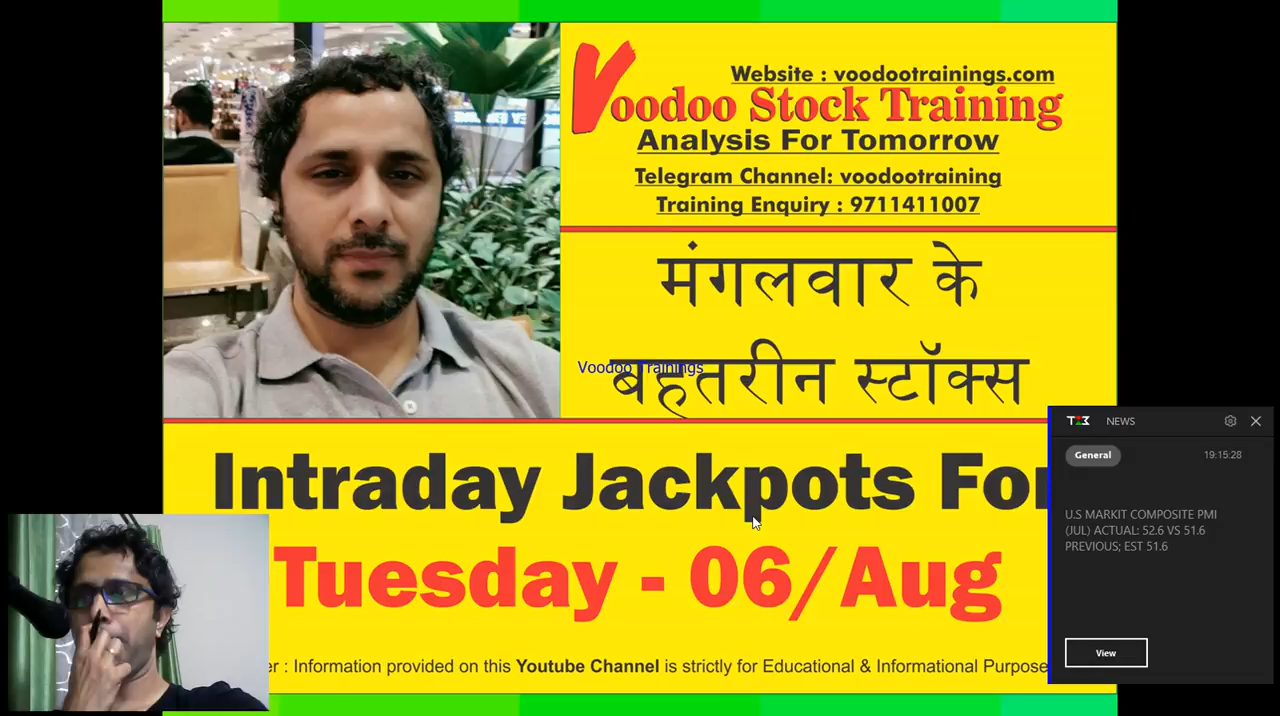 Website : voodootrainings.com
Voodoo Stock Training
Analysis For Tomorrow
Telegram Channel: voodootraining
Training Enquiry : 9711411007
मंगलवार के
बहतरीन स्टॉक्स
Voodoo Trainings
Intraday Jackpots For
Tuesday - 06/Aug
er : Information provided on this Youtube Channel is strictly for Educational & Informational Purpose
NEWS
General
19:15:28
U.S MARKIT COMPOSITE PMI
(JUL) ACTUAL: 52.6 VS 51.6
PREVIOUS; EST 51.6
View